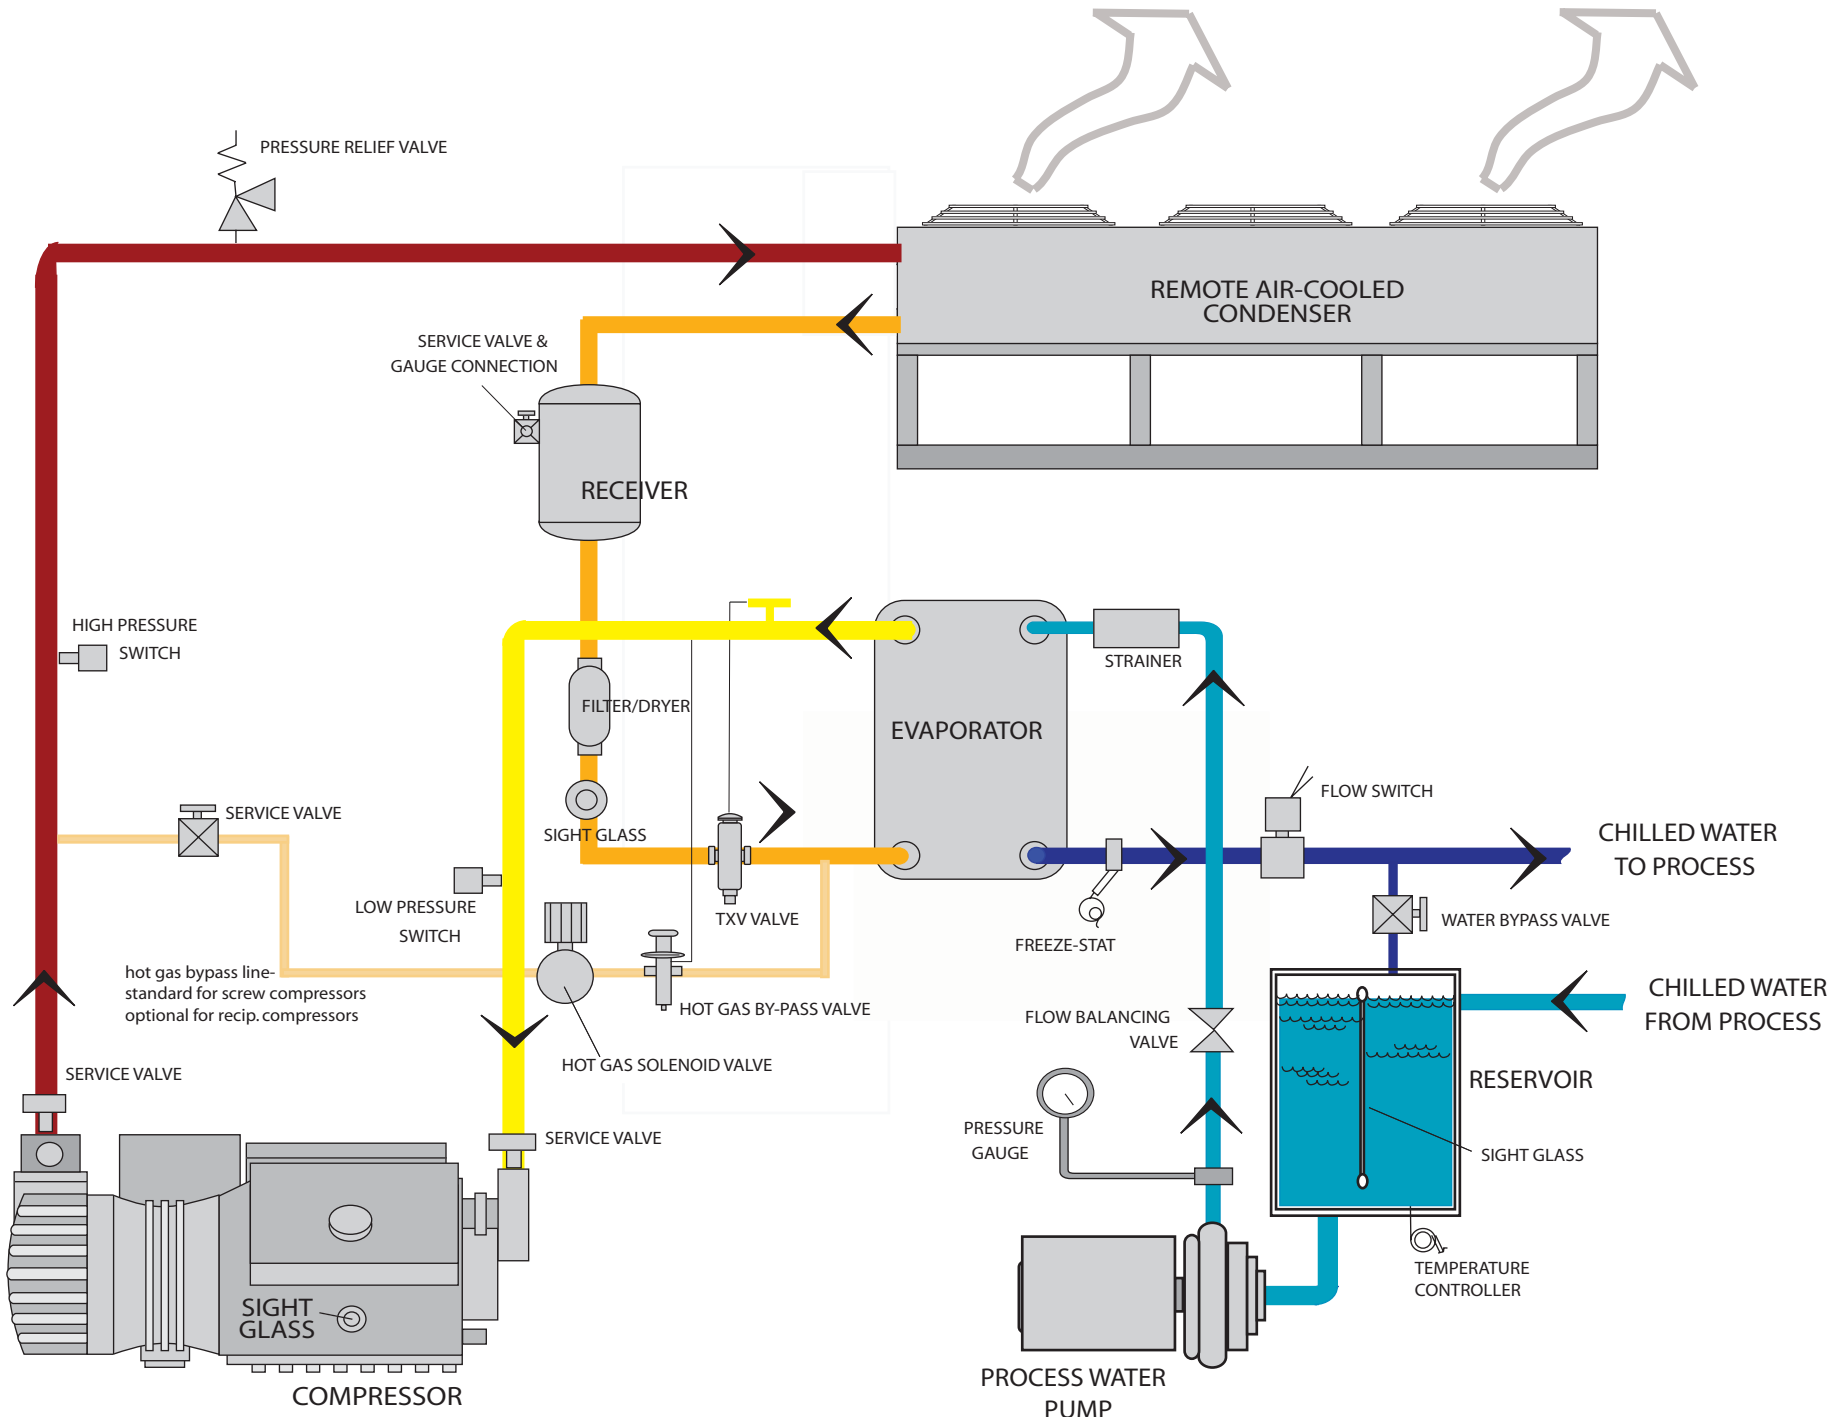 PRESSURE RELIEF VALVE
REMOTE AIR-COOLED
CONDENSER
SERVICE VALVE &
GAUGE CONNECTION
RECEIVER
HIGH PRESSURE
SWITCH
STRAINER
FILTER/DRYER
EVAPORATOR
FLOW SWITCH
SERVICE VALVE
SIGHT GLASS
CHILLED WATER
TO PROCESS
LOW PRESSURE
SWITCH
TXV VALVE
WATER BYPASS VALVE
FREEZE-STAT
hot gas bypass line-
standard for screw compressors
optional for recip. compressors
HOT GAS BY-PASS VALVE
CHILLED WATER
FROM PROCESS
FLOW BALANCING
VALVE
HOT GAS SOLENOID VALVE
SERVICE VALVE
RESERVOIR
SERVICE VALVE
PRESSURE
GAUGE
SIGHT GLASS
TEMPERATURE
CONTROLLER
SIGHT
GLASS
COMPRESSOR
PROCESS WATER
PUMP